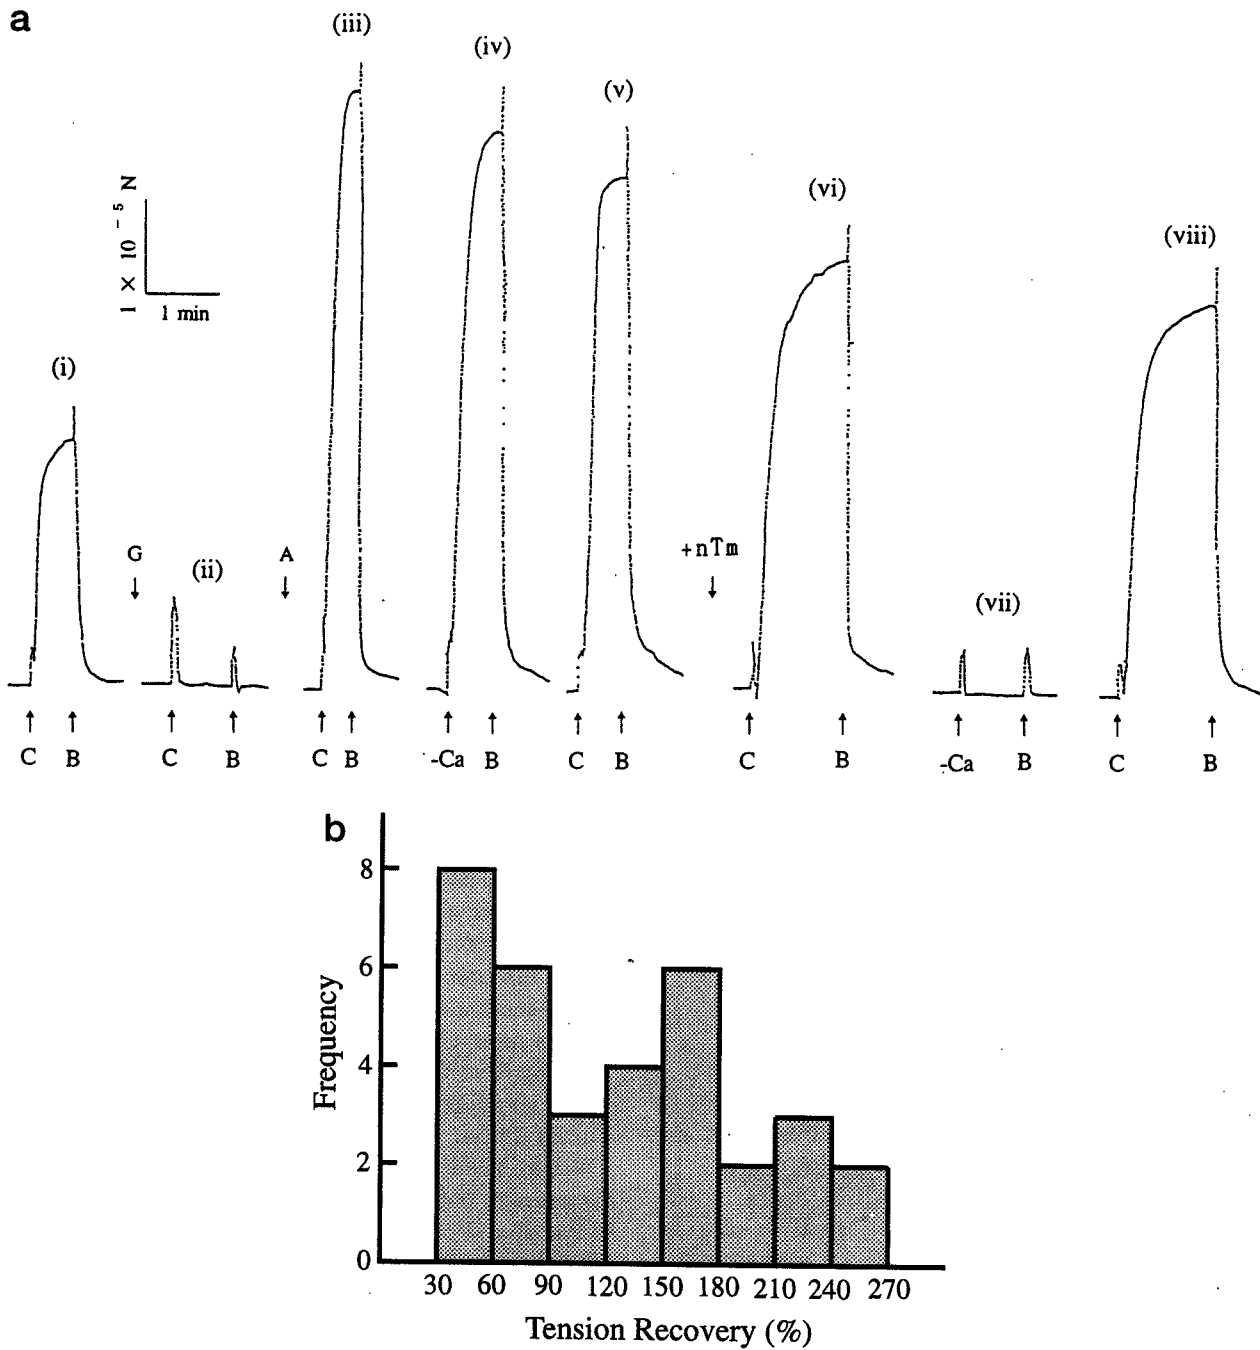 a
(i)
(ii)
(iii)
(iv)
(v)
(vi)
(vii)
(viii)
1 × 10⁻⁵ N
1 min
G
A
+nTm
C B C B C B -Ca B C B C B -Ca B C B
b
Frequency
8
6
4
2
0
30 60 90 120 150 180 210 240 270
Tension Recovery (%)